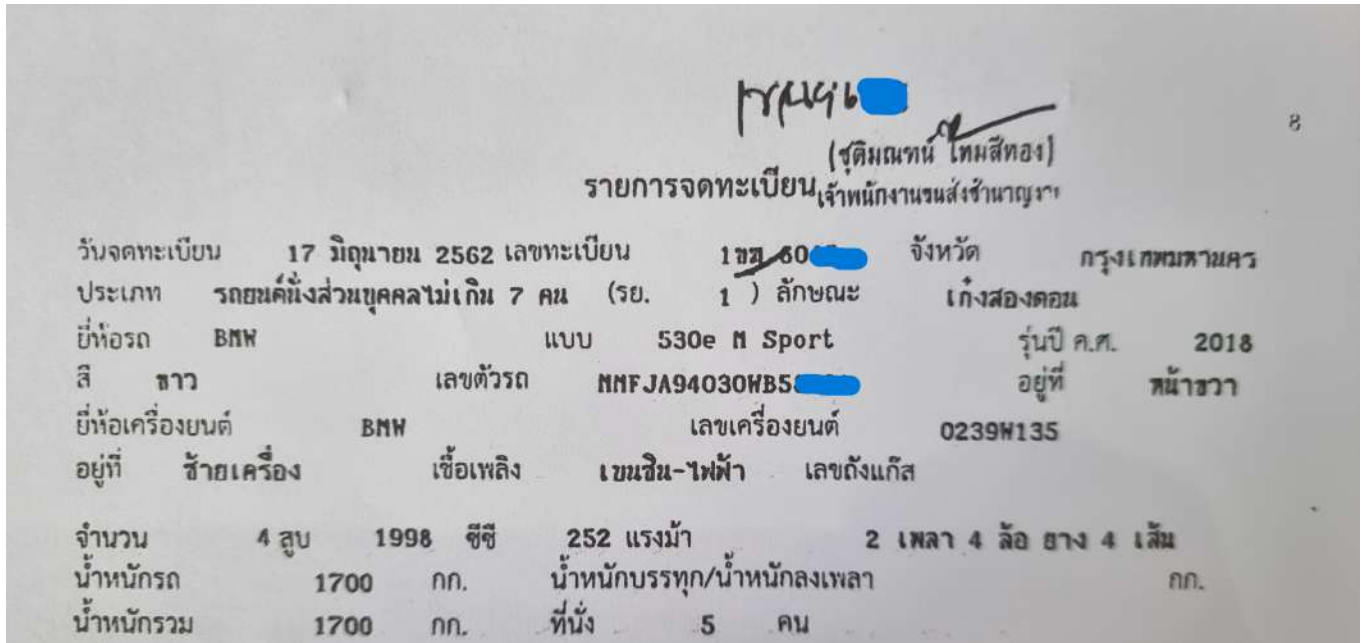 8
(ชุติมณฑน์ โทมสีทอง)
รายการจดทะเบียน เจ้าพนักงานขนส่งชำนาญงาน
วันจดทะเบียน 17 มิถุนายน 2562 เลขทะเบียน 1ขฆ 60 จังหวัด กรุงเทพมหานคร
ประเภท รถยนต์นั่งส่วนบุคคลไม่เกิน 7 คน (รย. 1 ) ลักษณะ เก๋งสองตอน
ยี่ห้อรถ BMW แบบ 530e M Sport รุ่นปี ค.ศ. 2018
สี ขาว เลขตัวรถ MMFJA94030WB5 อยู่ที่ หน้าขวา
ยี่ห้อเครื่องยนต์ BMW เลขเครื่องยนต์ 0239W135
อยู่ที่ ซ้ายเครื่อง เชื้อเพลิง เบนซิน-ไฟฟ้า เลขถังแก๊ส
จำนวน 4 สูบ 1998 ซีซี 252 แรงม้า 2 เพลา 4 ล้อ ยาง 4 เส้น
น้ำหนักรถ 1700 กก. น้ำหนักบรรทุก/น้ำหนักลงเพลา กก.
น้ำหนักรวม 1700 กก. ที่นั่ง 5 คน